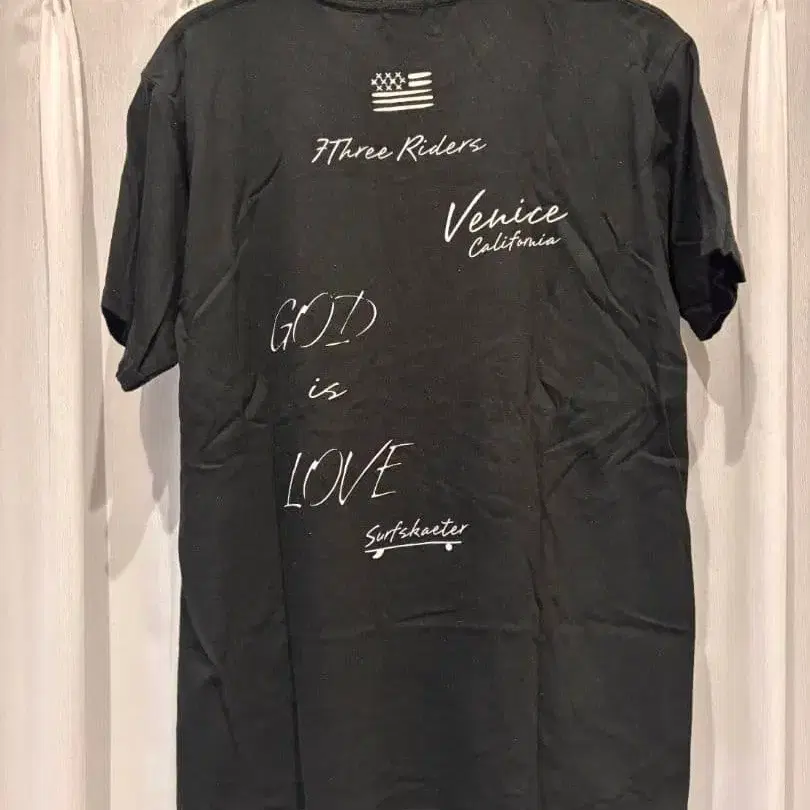 7Three Riders
Venice
California
GOD
is
LOVE
Surfskaeter